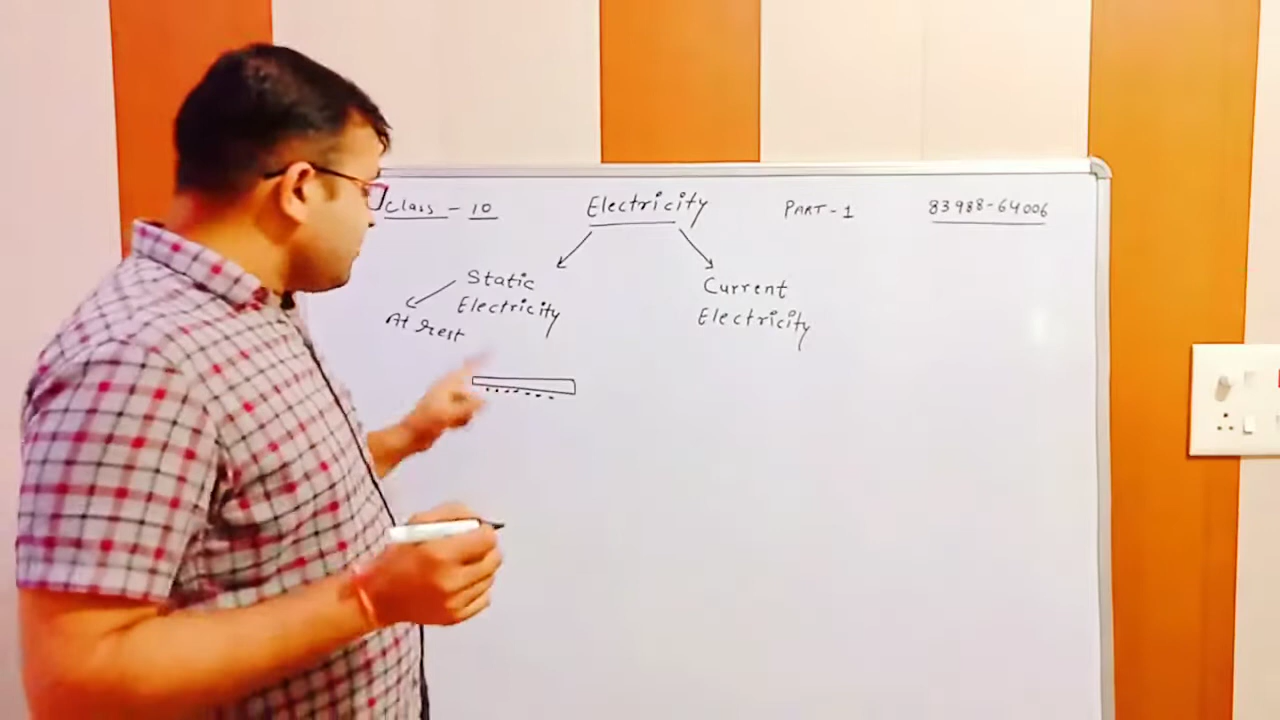 Class - 10 Electricity PART-1 83988-64006
Static
Electricity
At rest
Current
Electricity